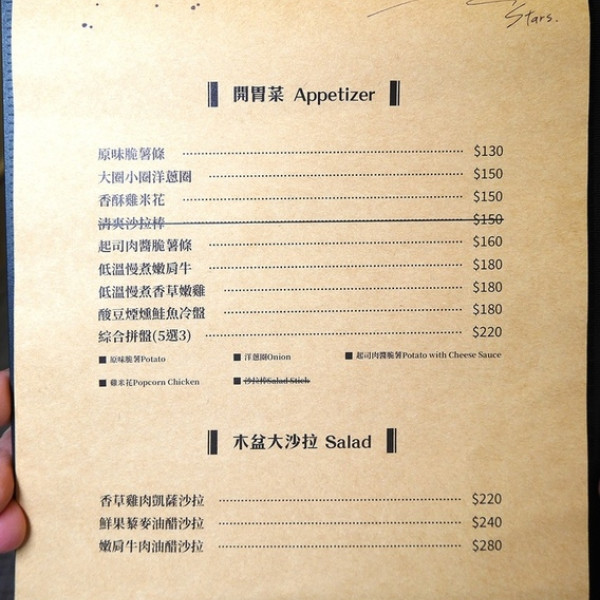 Stars.
開胃菜 Appetizer
原味脆薯條 $130
大圈小圈洋蔥圈 $150
香酥雞米花 $150
清爽沙拉棒 $150
起司肉醬脆薯條 $160
低溫慢煮嫩肩牛 $180
低溫慢煮香草嫩雞 $180
酸豆煙燻鮭魚冷盤 $180
綜合拼盤(5選3) $220
原味脆薯Potato 洋蔥圈Onion 起司肉醬脆薯Potato with Cheese Sauce
雞米花Popcorn Chicken 沙拉棒Salad Stick
木盆大沙拉 Salad
香草雞肉凱薩沙拉 $220
鮮果藜麥油醋沙拉 $240
嫩肩牛肉油醋沙拉 $280